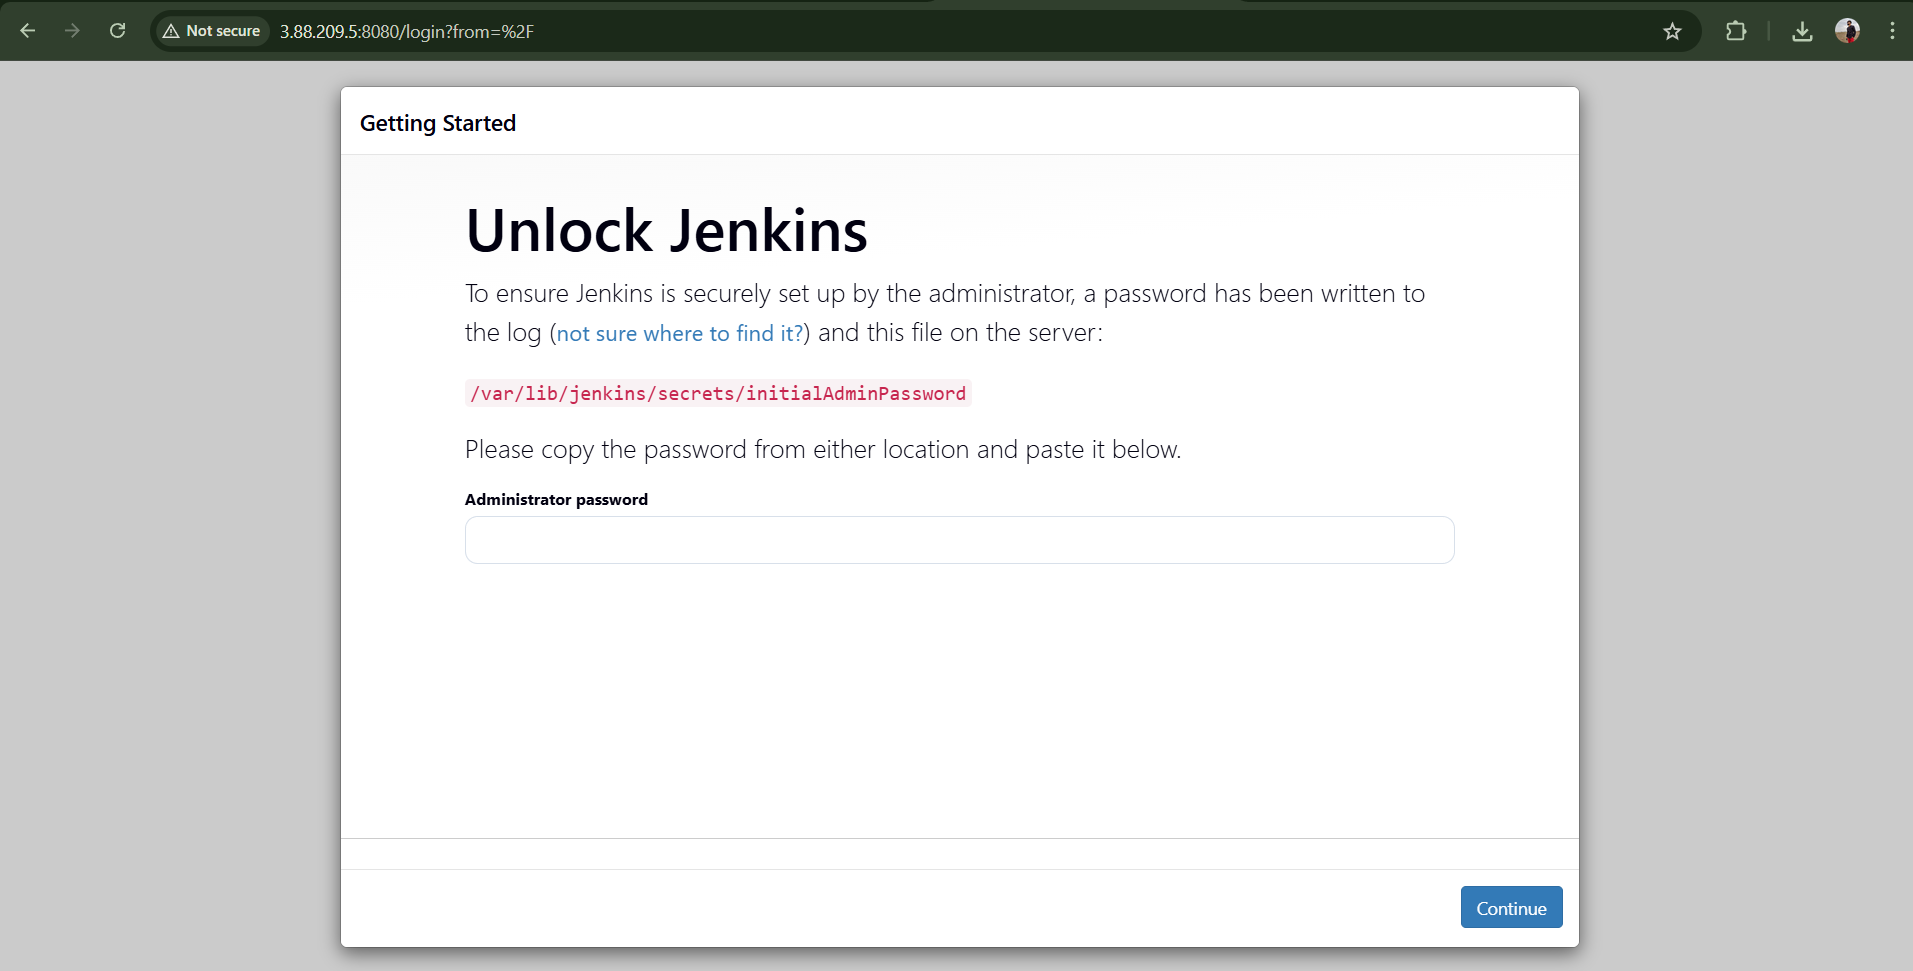 Not secure
3.88.209.5:8080/login?from=%2F
Getting Started
Unlock Jenkins
To ensure Jenkins is securely set up by the administrator, a password has been written to
the log (not sure where to find it?) and this file on the server:
/var/lib/jenkins/secrets/initialAdminPassword
Please copy the password from either location and paste it below.
Administrator password
Continue